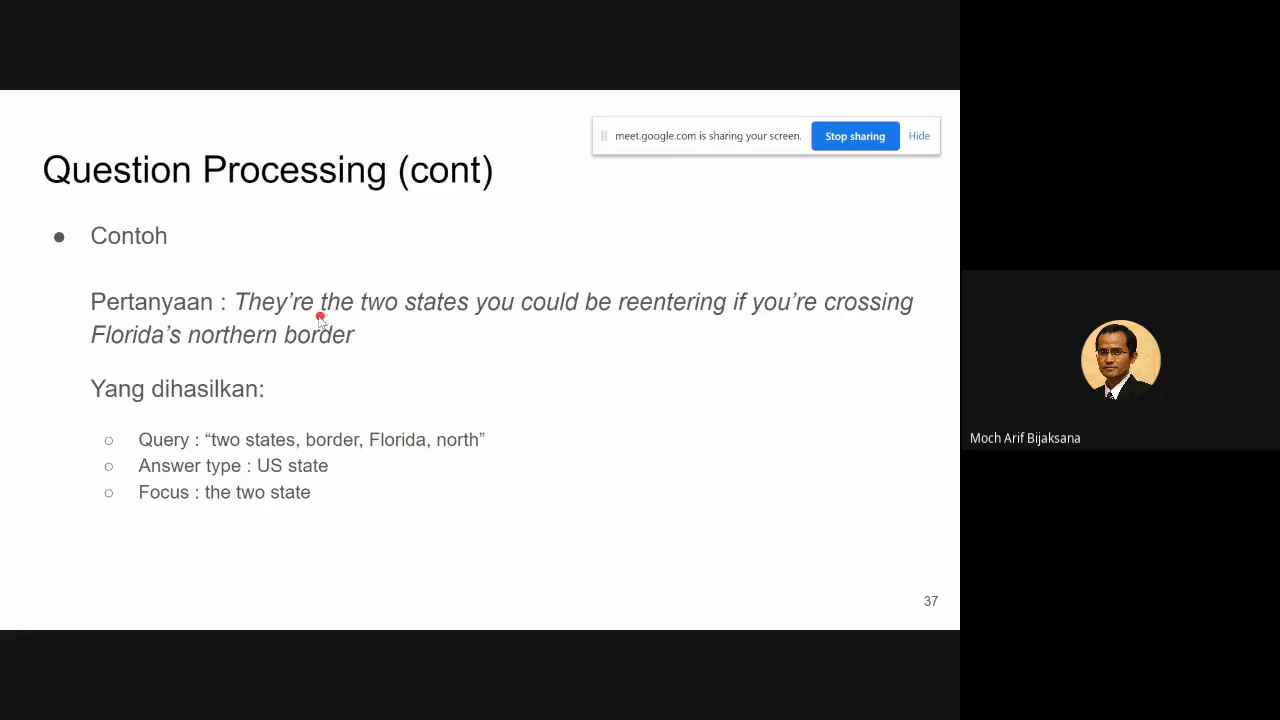 meet.google.com is sharing your screen. Stop sharing Hide
Question Processing (cont)
● Contoh
Pertanyaan : They're the two states you could be reentering if you're crossing
Florida's northern border
Yang dihasilkan:
○ Query : “two states, border, Florida, north”
○ Answer type : US state
○ Focus : the two state
37
Moch Arif Bijaksana